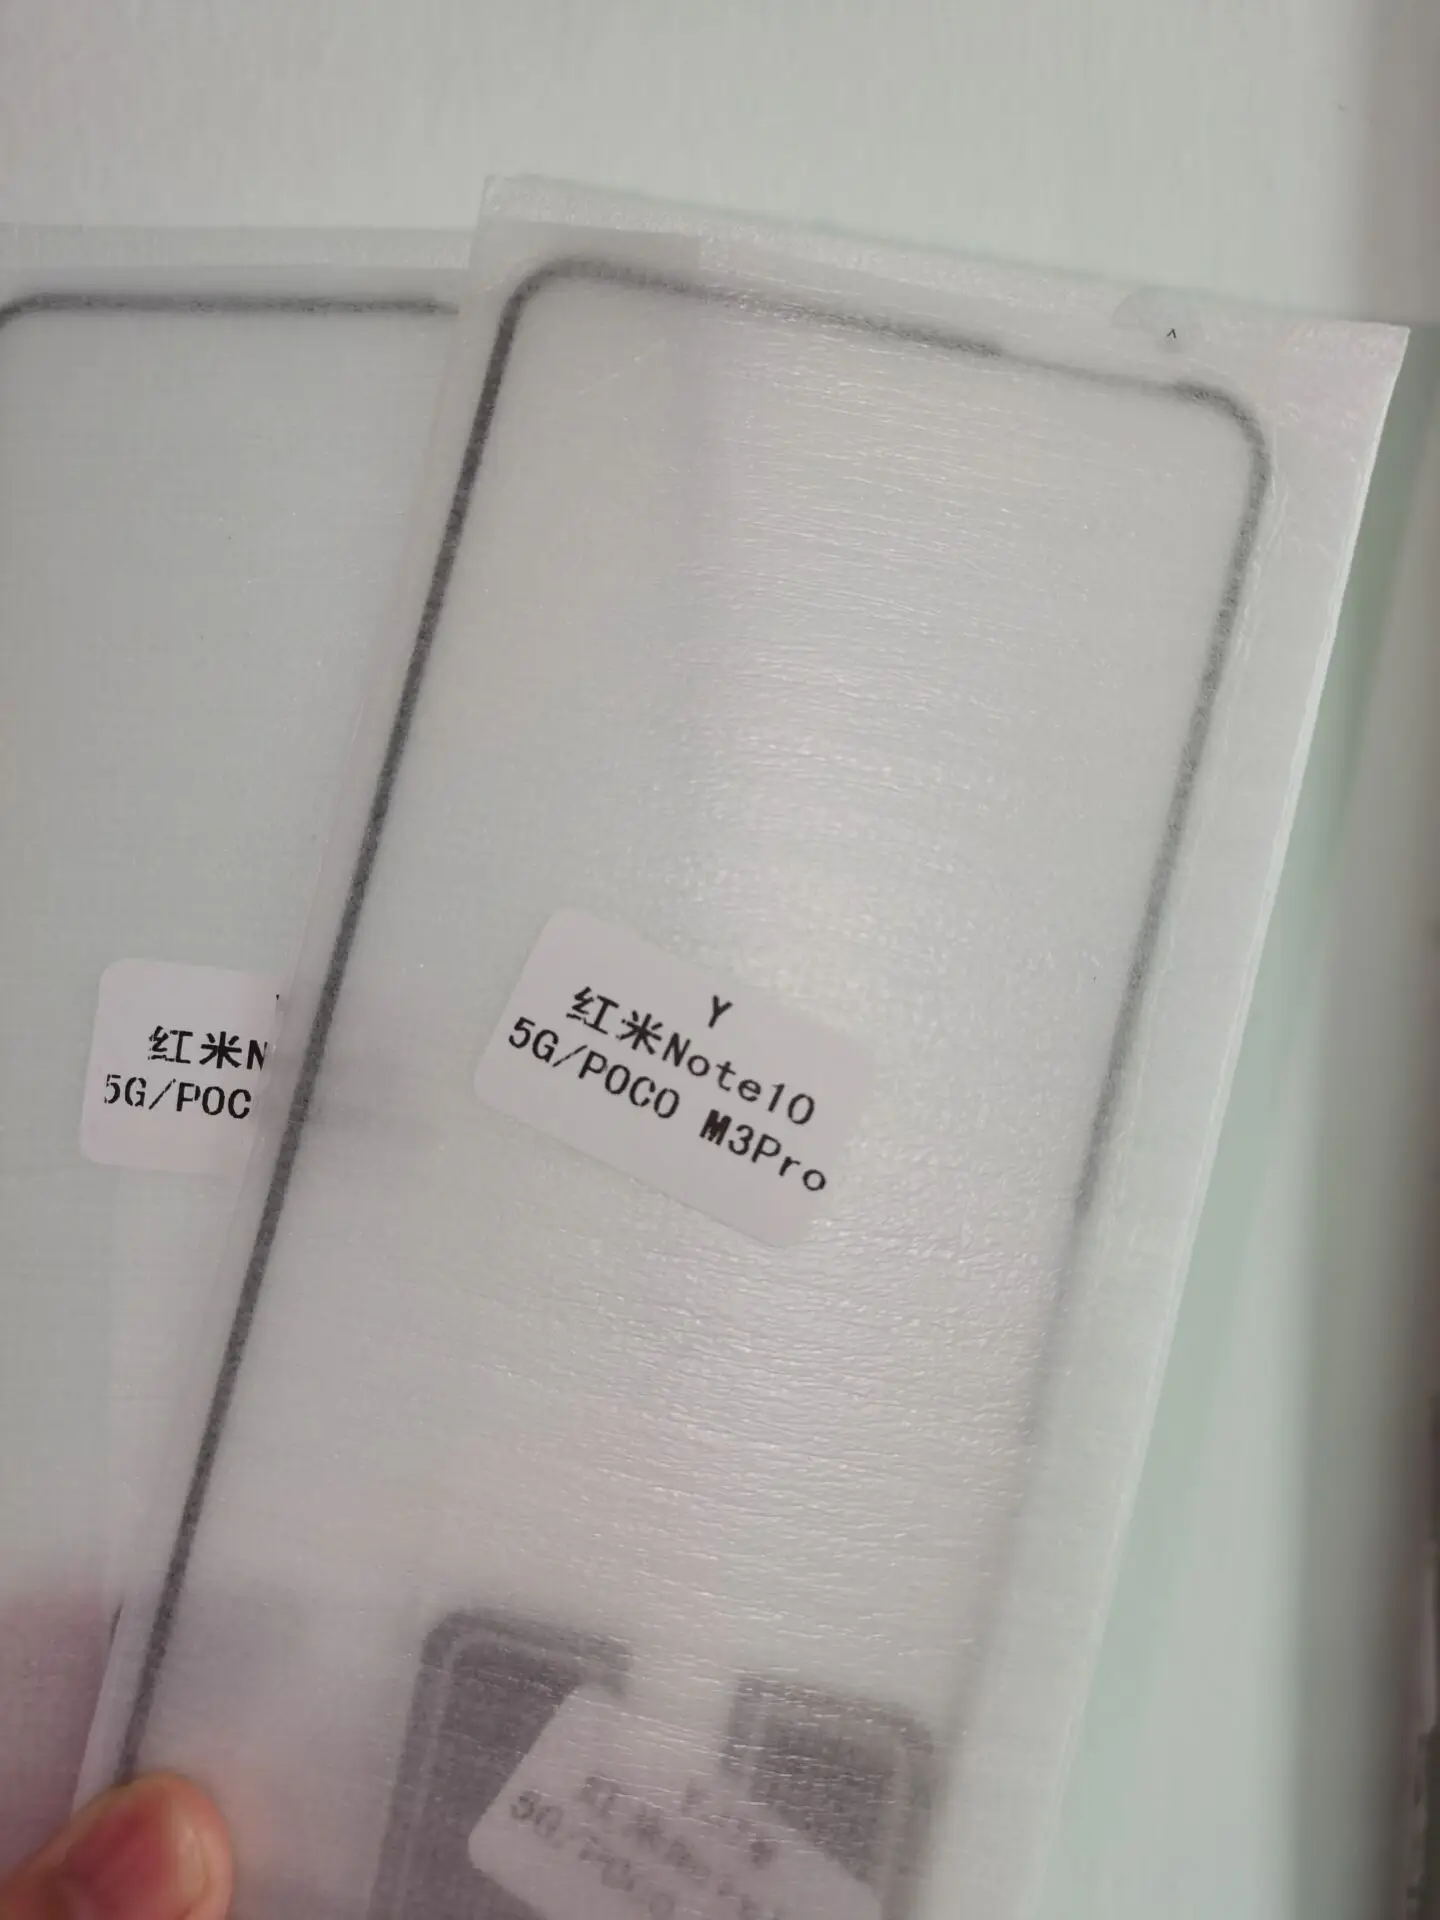 Y
红米Note10
5G/POCO M3Pro
红米N
5G/POC